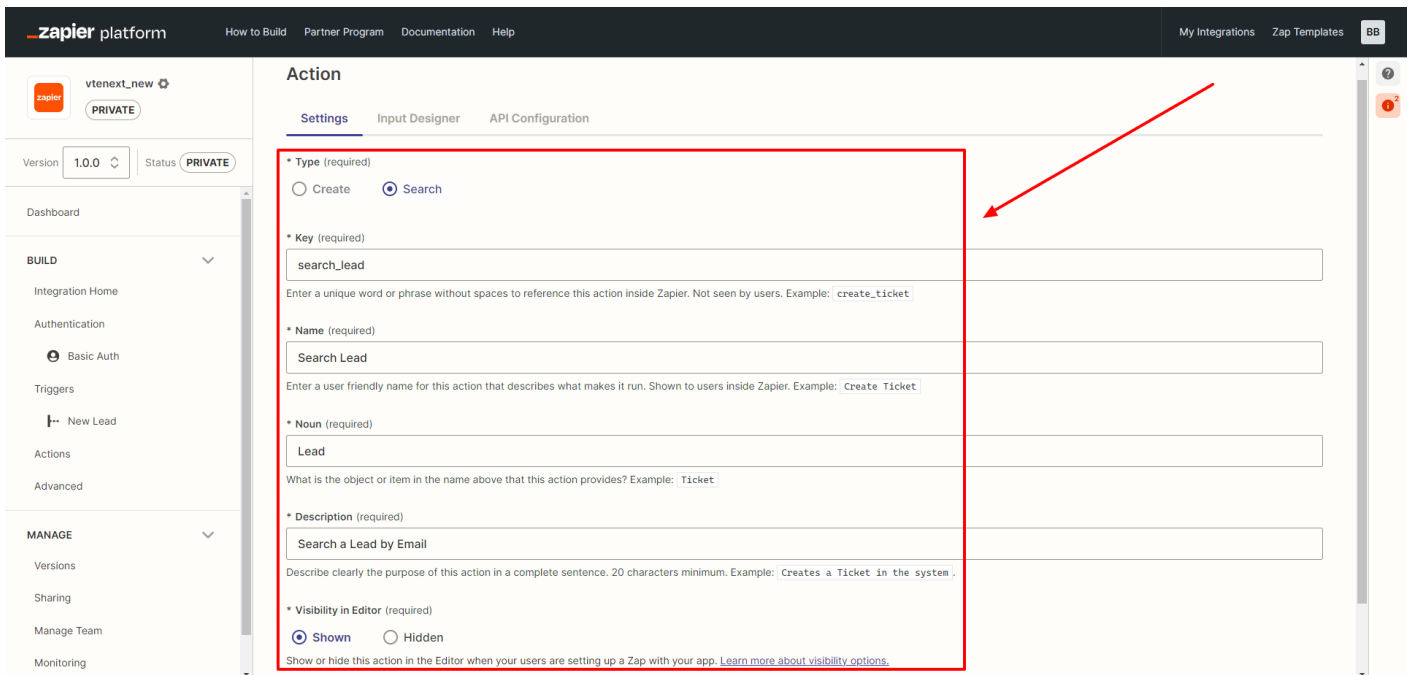 zapier platform
How to Build Partner Program Documentation Help
My Integrations Zap Templates BB
zapier
vtenext_new
PRIVATE
Version 1.0.0 Status PRIVATE
Dashboard
BUILD
Integration Home
Authentication
Basic Auth
Triggers
New Lead
Actions
Advanced
MANAGE
Versions
Sharing
Manage Team
Monitoring
Action
Settings Input Designer API Configuration
* Type (required)
Create Search
* Key (required)
search_lead
Enter a unique word or phrase without spaces to reference this action inside Zapier. Not seen by users. Example: create_ticket
* Name (required)
Search Lead
Enter a user friendly name for this action that describes what makes it run. Shown to users inside Zapier. Example: Create Ticket
* Noun (required)
Lead
What is the object or item in the name above that this action provides? Example: Ticket
* Description (required)
Search a Lead by Email
Describe clearly the purpose of this action in a complete sentence. 20 characters minimum. Example: Creates a Ticket in the system .
* Visibility in Editor (required)
Shown Hidden
Show or hide this action in the Editor when your users are setting up a Zap with your app. Learn more about visibility options.
?
2